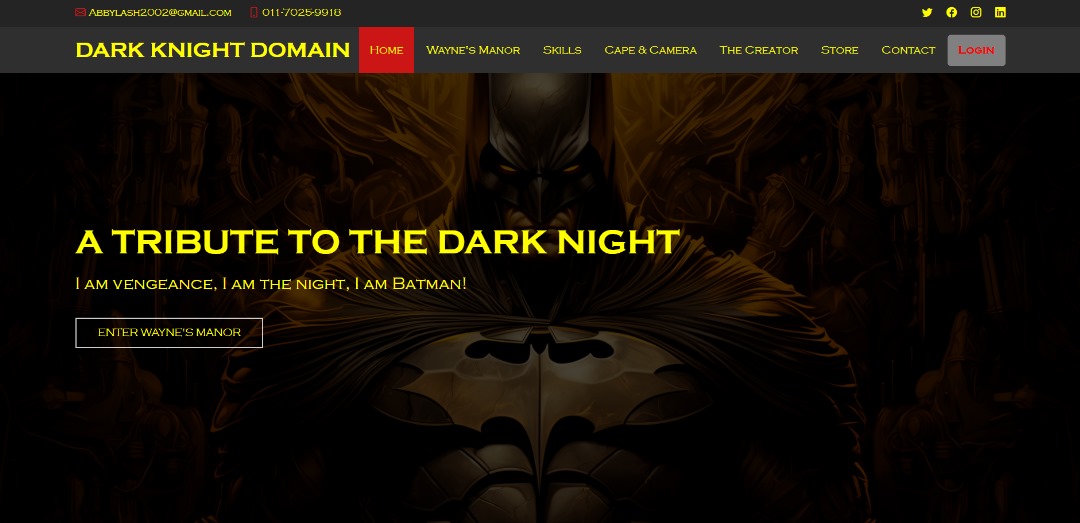 Abbylash2002@gmail.com 011-7025-9918
DARK KNIGHT DOMAIN Home Wayne's Manor Skills Cape & Camera The Creator Store Contact Login
A TRIBUTE TO THE DARK NIGHT
I am vengeance, I am the night, I am Batman!
ENTER WAYNE'S MANOR